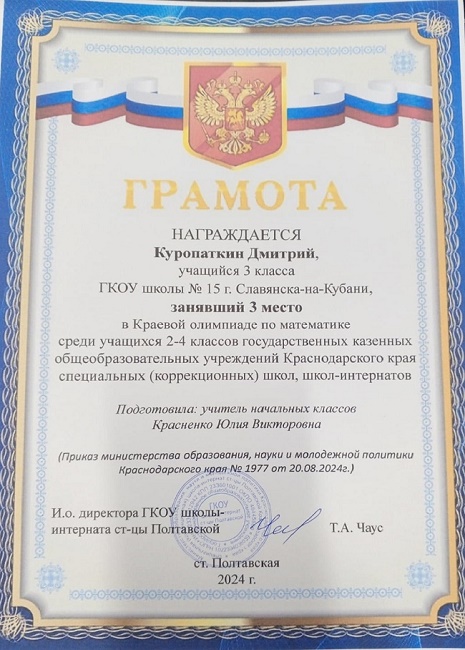 ГРАМОТА
НАГРАЖДАЕТСЯ
Куропаткин Дмитрий,
учащийся 3 класса
ГКОУ школы № 15 г. Славянска-на-Кубани,
занявший 3 место
в Краевой олимпиаде по математике
среди учащихся 2-4 классов государственных казенных
общеобразовательных учреждений Краснодарского края
специальных (коррекционных) школ, школ-интернатов
Подготовила: учитель начальных классов
Красненко Юлия Викторовна
(Приказ министерства образования, науки и молодежной политики
Краснодарского края № 1977 от 20.08.2024г.)
ГКОУ
И.о. директора ГКОУ школы-
интерната ст-цы Полтавской
Т.А. Чаус
ст. Полтавская
2024 г.